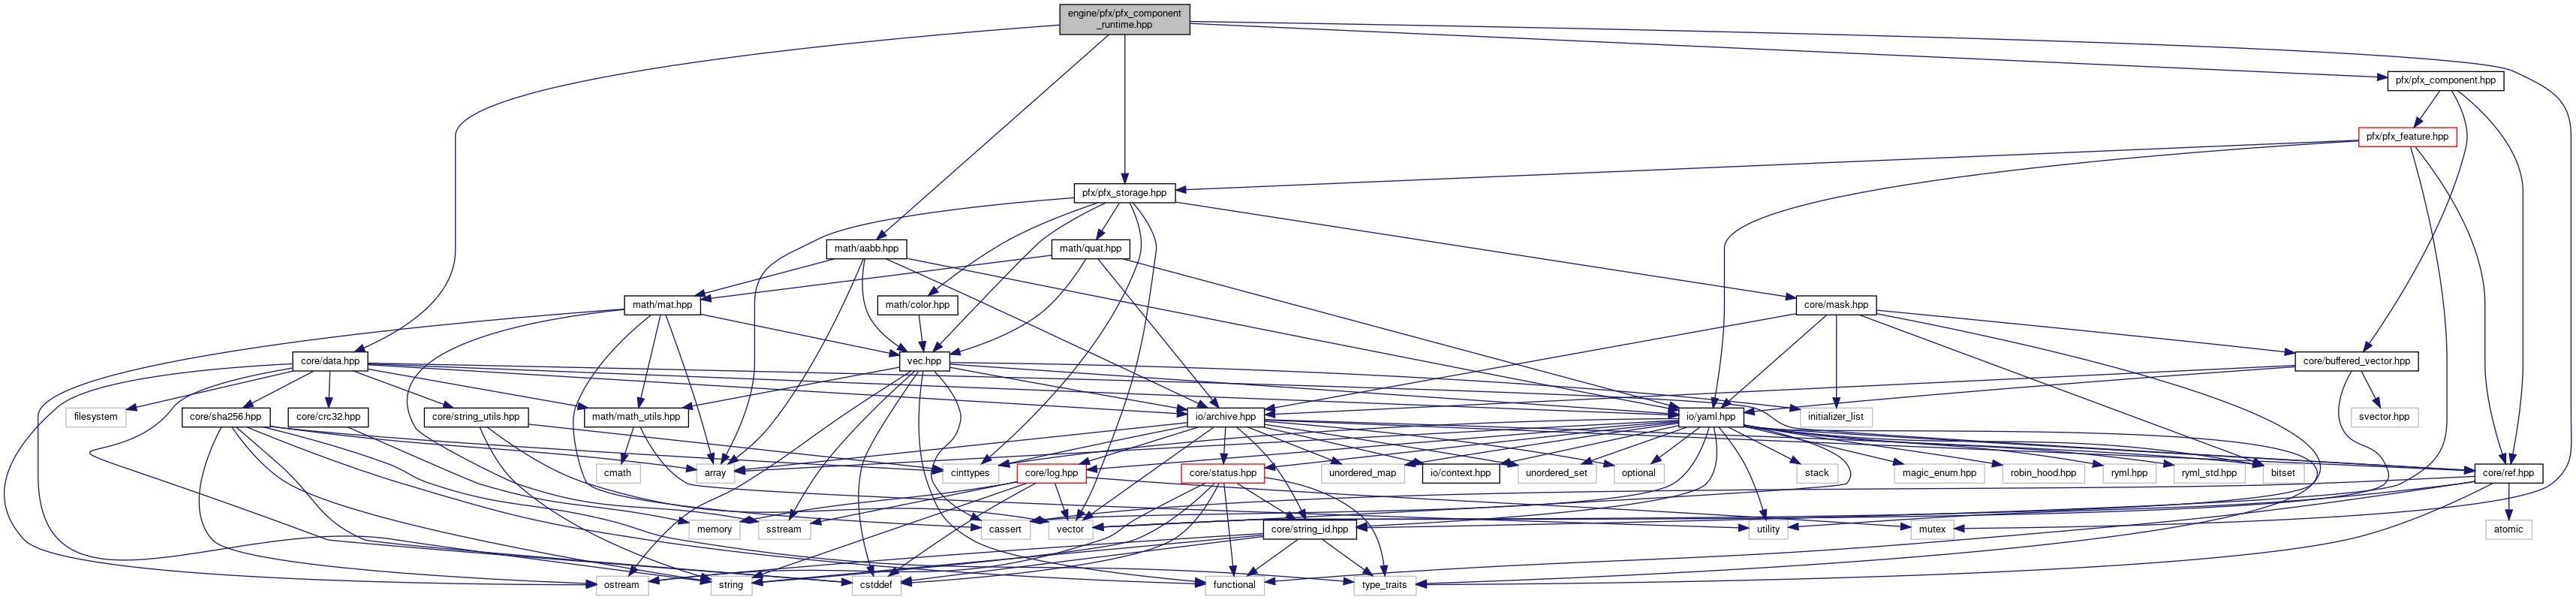 engine/pfx/pfx_component
_runtime.hpp
pfx/pfx_component.hpp
pfx/pfx_feature.hpp
pfx/pfx_storage.hpp
math/aabb.hpp
math/quat.hpp
math/mat.hpp
math/color.hpp
core/mask.hpp
core/data.hpp
vec.hpp
core/buffered_vector.hpp
filesystem
core/sha256.hpp
core/crc32.hpp
core/string_utils.hpp
math/math_utils.hpp
io/archive.hpp
io/yaml.hpp
initializer_list
svector.hpp
cmath
array
cinttypes
core/log.hpp
core/status.hpp
unordered_map
io/context.hpp
unordered_set
optional
stack
magic_enum.hpp
robin_hood.hpp
ryml.hpp
ryml_std.hpp
bitset
core/ref.hpp
memory
sstream
cassert
vector
core/string_id.hpp
utility
mutex
atomic
ostream
string
cstddef
functional
type_traits